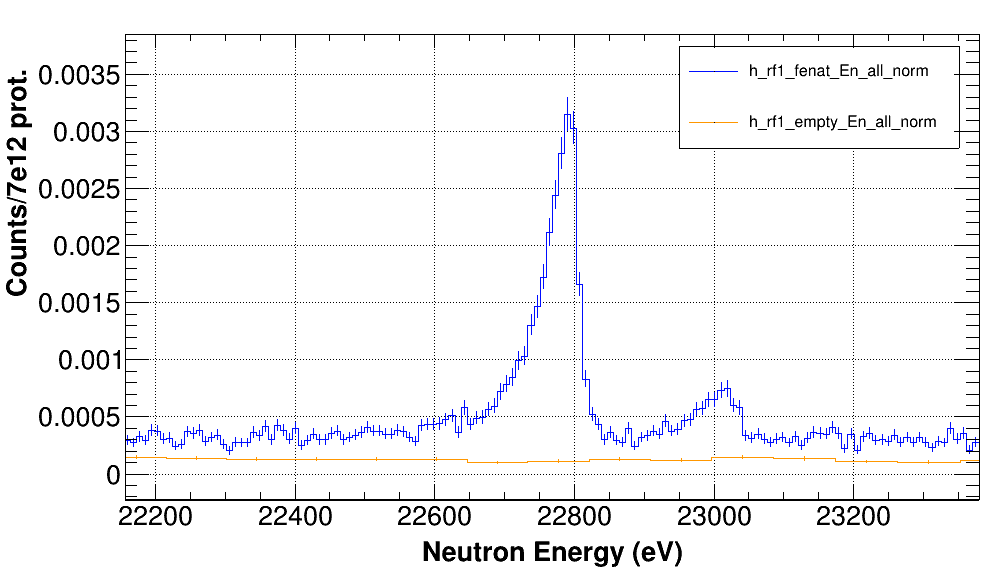 h_rf1_fenat_En_all_norm
h_rf1_empty_En_all_norm
Counts/7e12 prot.
0.0035
0.003
0.0025
0.002
0.0015
0.001
0.0005
0
22200 22400 22600 22800 23000 23200
Neutron Energy (eV)